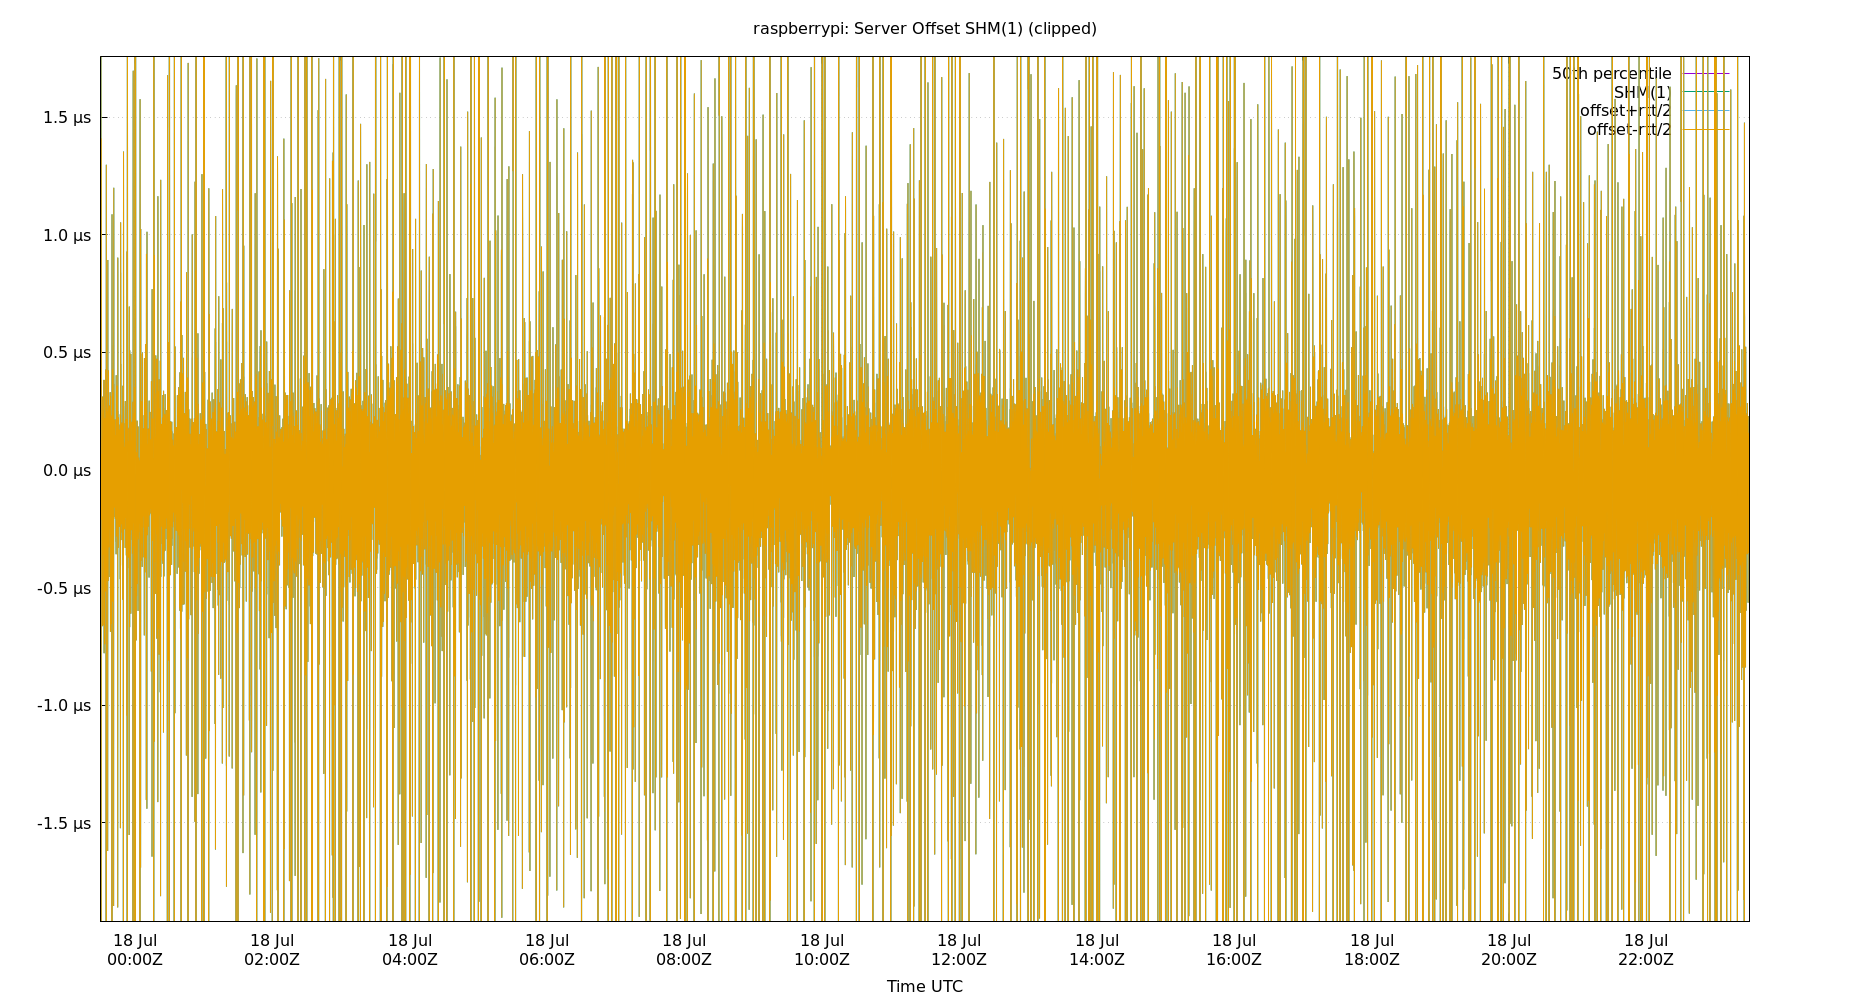 raspberrypi: Server Offset SHM(1) (clipped)
50th percentile
SHM(1)
offset+rtt/2
offset-rtt/2
1.5 µs
1.0 µs
0.5 µs
0.0 µs
-0.5 µs
-1.0 µs
-1.5 µs
18 Jul 18 Jul 18 Jul 18 Jul 18 Jul 18 Jul 18 Jul 18 Jul 18 Jul 18 Jul 18 Jul 18 Jul
00:00Z 02:00Z 04:00Z 06:00Z 08:00Z 10:00Z 12:00Z 14:00Z 16:00Z 18:00Z 20:00Z 22:00Z
Time UTC